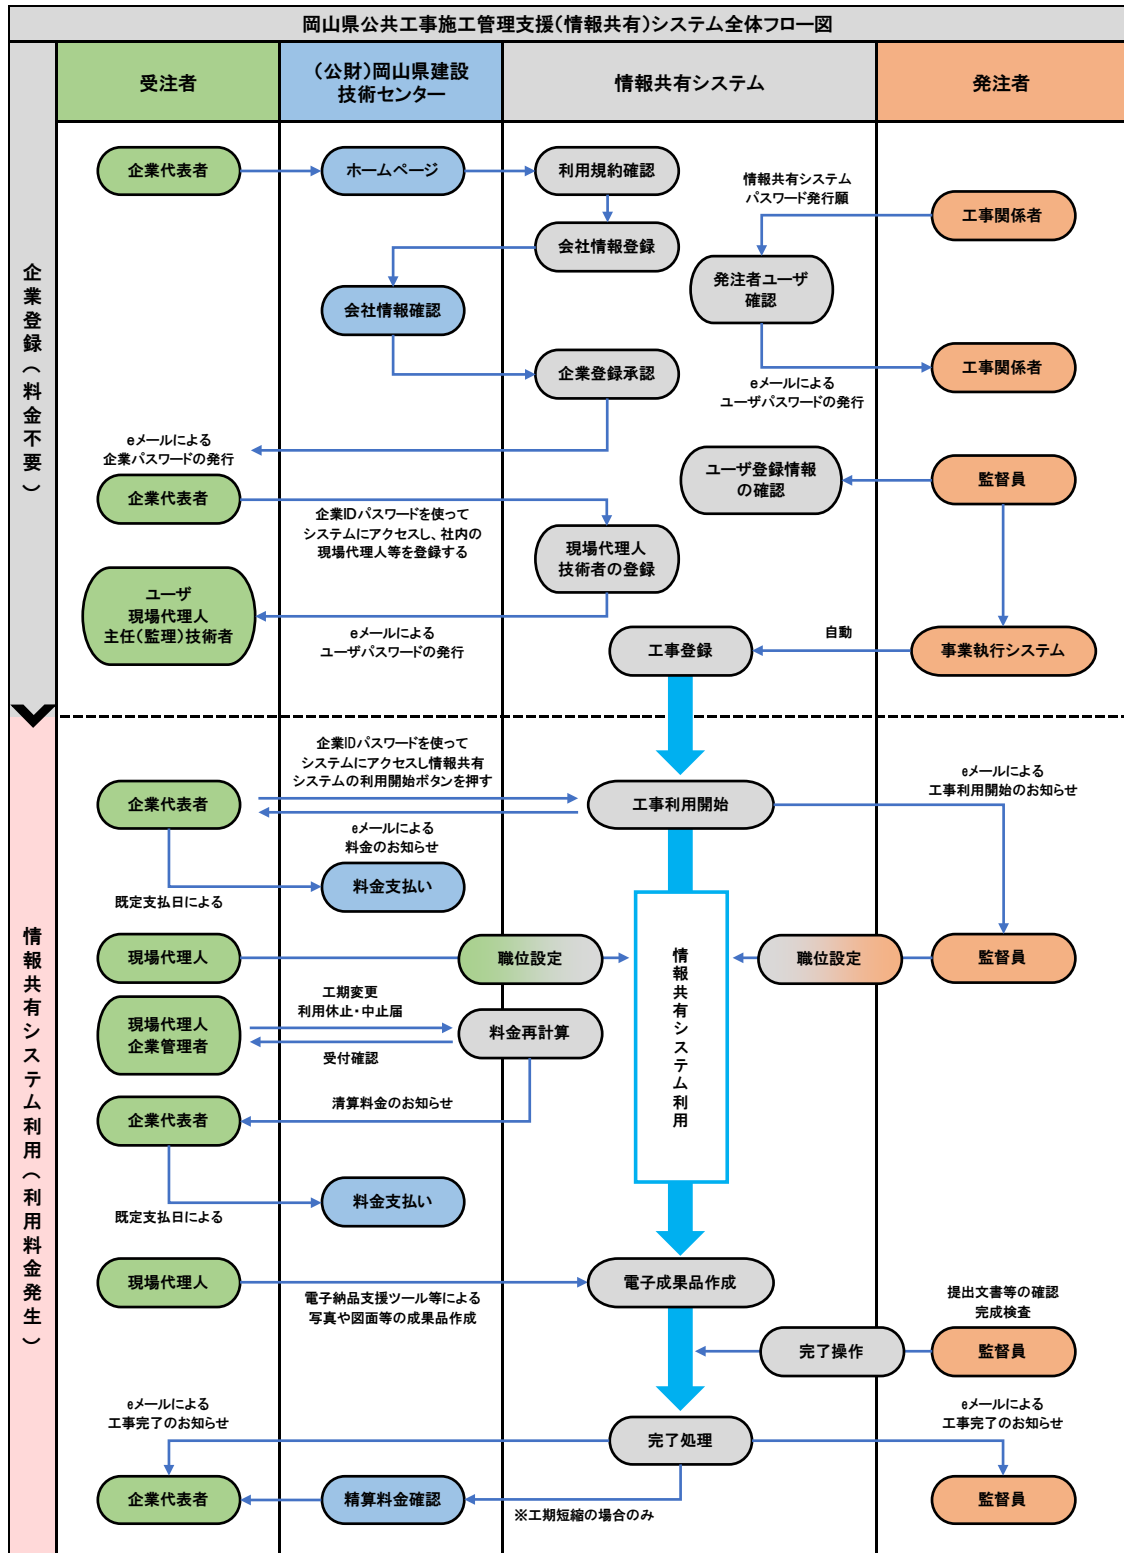 岡山県公共工事施工管理支援（情報共有）システム全体フロー図
受注者
（公財）岡山県建設
技術センター
情報共有システム
発注者
企業登録（料金不要）
企業代表者
ホームページ
利用規約確認
情報共有システム
パスワード発行願
工事関係者
会社情報登録
発注者ユーザ
確認
会社情報確認
企業登録承認
工事関係者
eメールによる
ユーザパスワードの発行
eメールによる
企業パスワードの発行
ユーザ登録情報
の確認
監督員
企業代表者
企業IDパスワードを使って
システムにアクセスし、社内の
現場代理人等を登録する
現場代理人
技術者の登録
ユーザ
現場代理人
主任（監理）技術者
eメールによる
ユーザパスワードの発行
工事登録
自動
事業執行システム
情報共有システム利用（利用料金発生）
企業IDパスワードを使って
システムにアクセスし情報共有
システムの利用開始ボタンを押す
企業代表者
工事利用開始
eメールによる
工事利用開始のお知らせ
eメールによる
料金のお知らせ
料金支払い
既定支払日による
情報共有システム利用
現場代理人
職位設定
職位設定
監督員
工期変更
利用休止・中止届
現場代理人
企業管理者
料金再計算
受付確認
清算料金のお知らせ
企業代表者
料金支払い
既定支払日による
現場代理人
電子成果品作成
電子納品支援ツール等による
写真や図面等の成果品作成
提出文書等の確認
完成検査
完了操作
監督員
eメールによる
工事完了のお知らせ
eメールによる
工事完了のお知らせ
完了処理
企業代表者
精算料金確認
※工期短縮の場合のみ
監督員